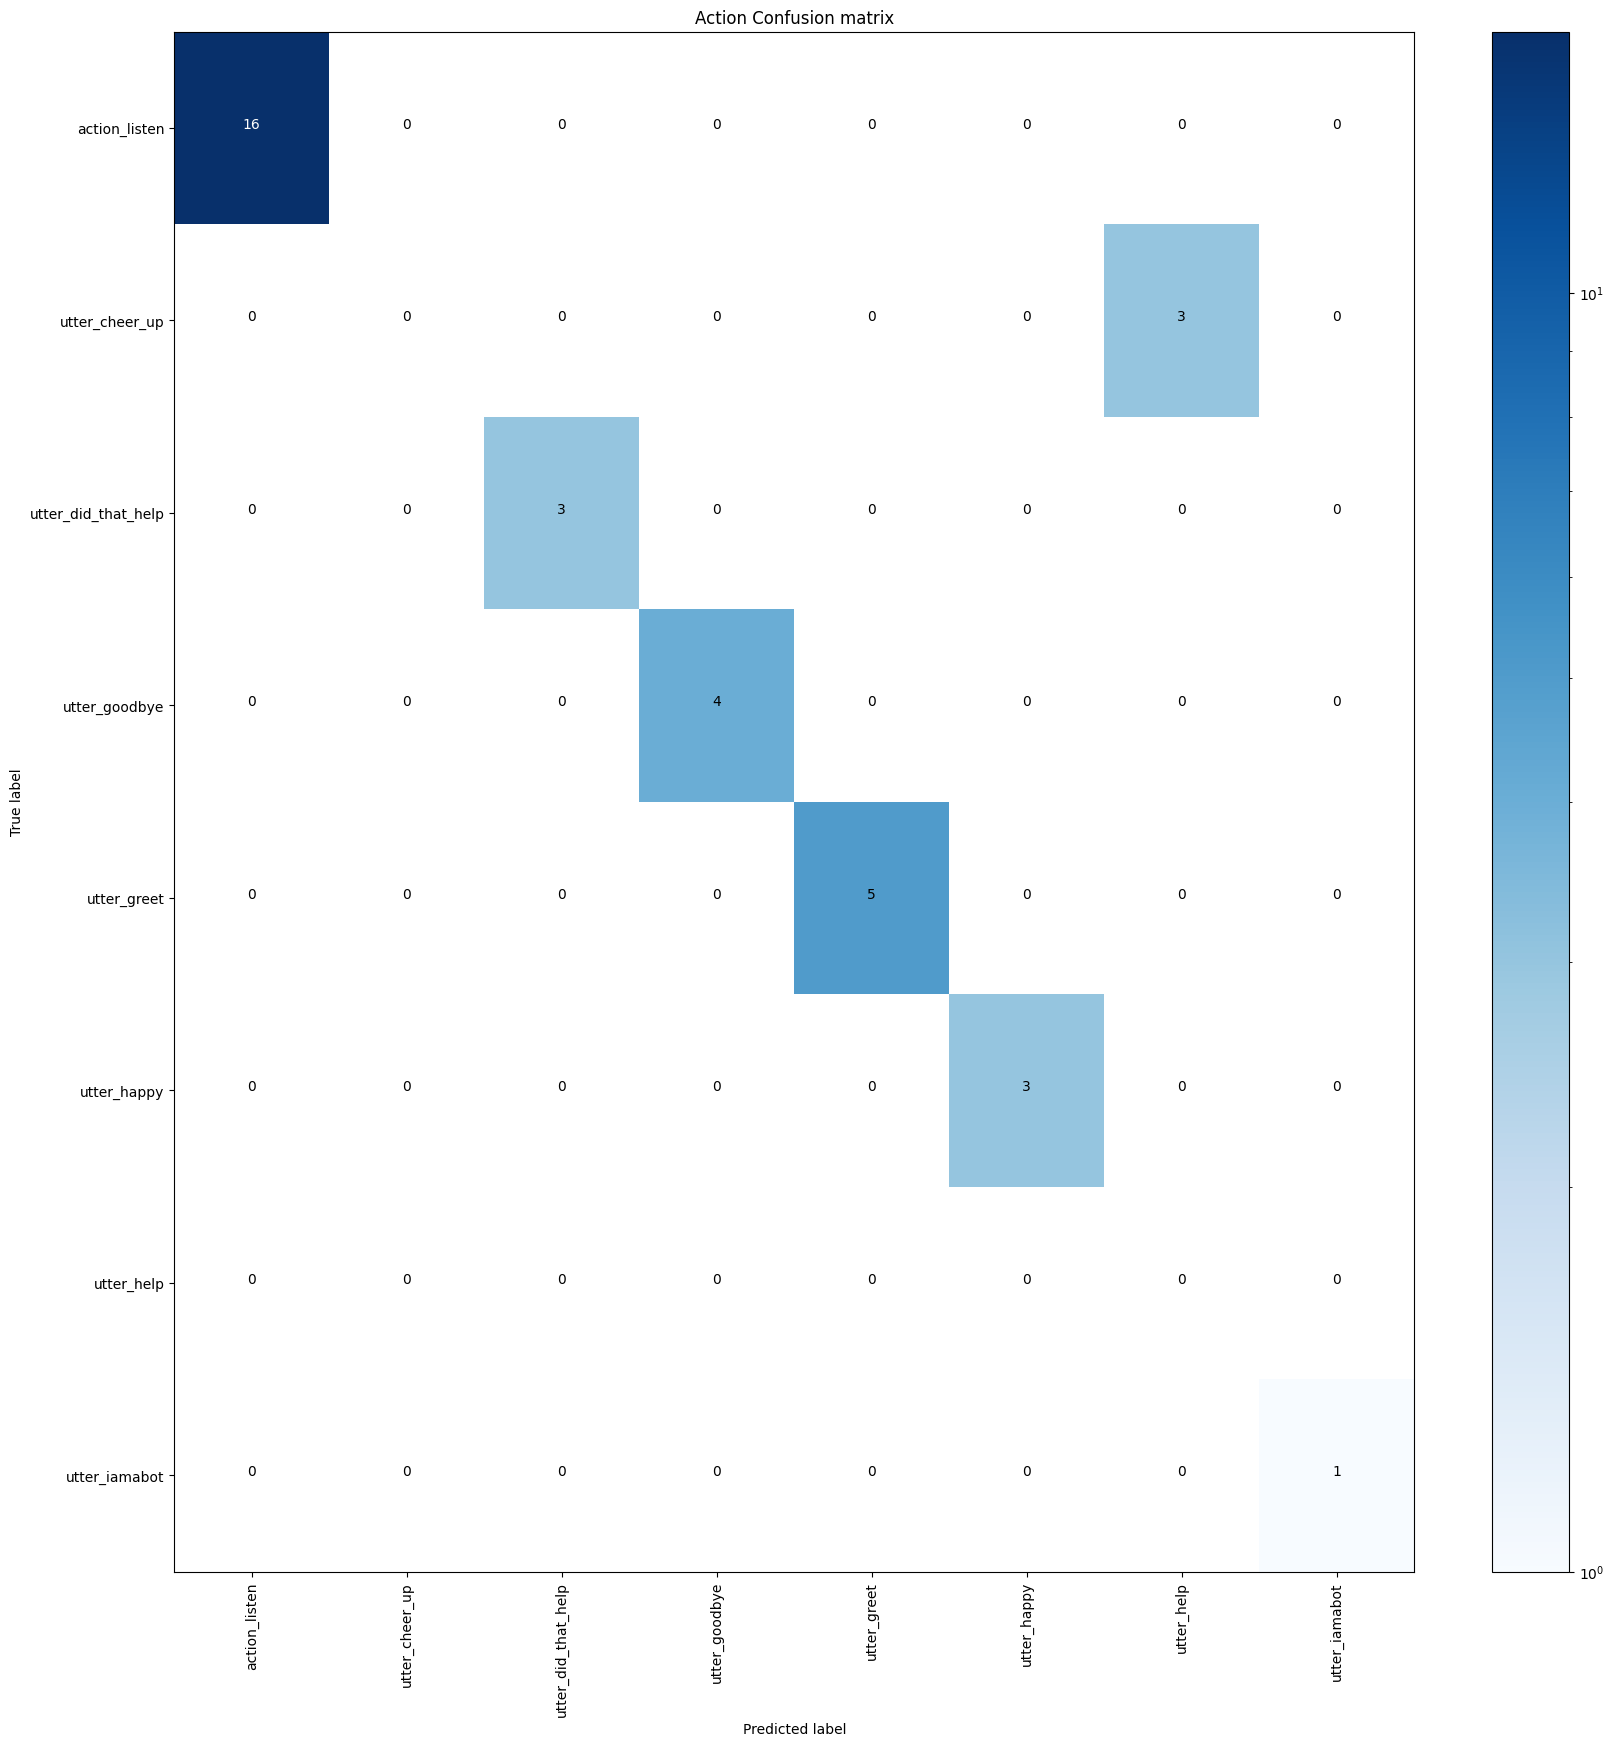 Action Confusion matrix
action_listen 16 0 0 0 0 0 0 0
utter_cheer_up 0 0 0 0 0 0 3 0
utter_did_that_help 0 0 3 0 0 0 0 0
utter_goodbye 0 0 0 4 0 0 0 0
utter_greet 0 0 0 0 5 0 0 0
utter_happy 0 0 0 0 0 3 0 0
utter_help 0 0 0 0 0 0 0 0
utter_iamabot 0 0 0 0 0 0 0 1
True label
action_listen
utter_cheer_up
utter_did_that_help
utter_goodbye
utter_greet
utter_happy
utter_help
utter_iamabot
Predicted label
10¹
10⁰